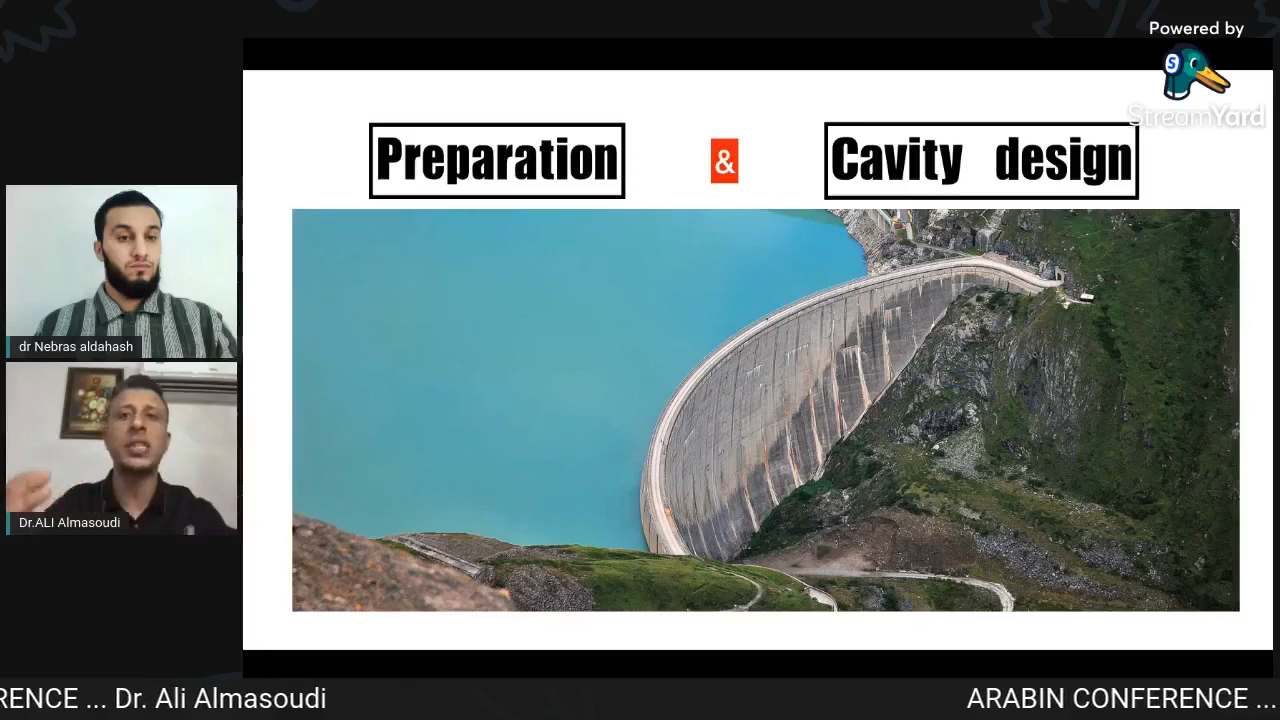 Powered by
StreamYard
Preparation & Cavity design
dr Nebras aldahash
Dr.ALI Almasoudi
RENCE ... Dr. Ali Almasoudi
ARABIN CONFERENCE ...